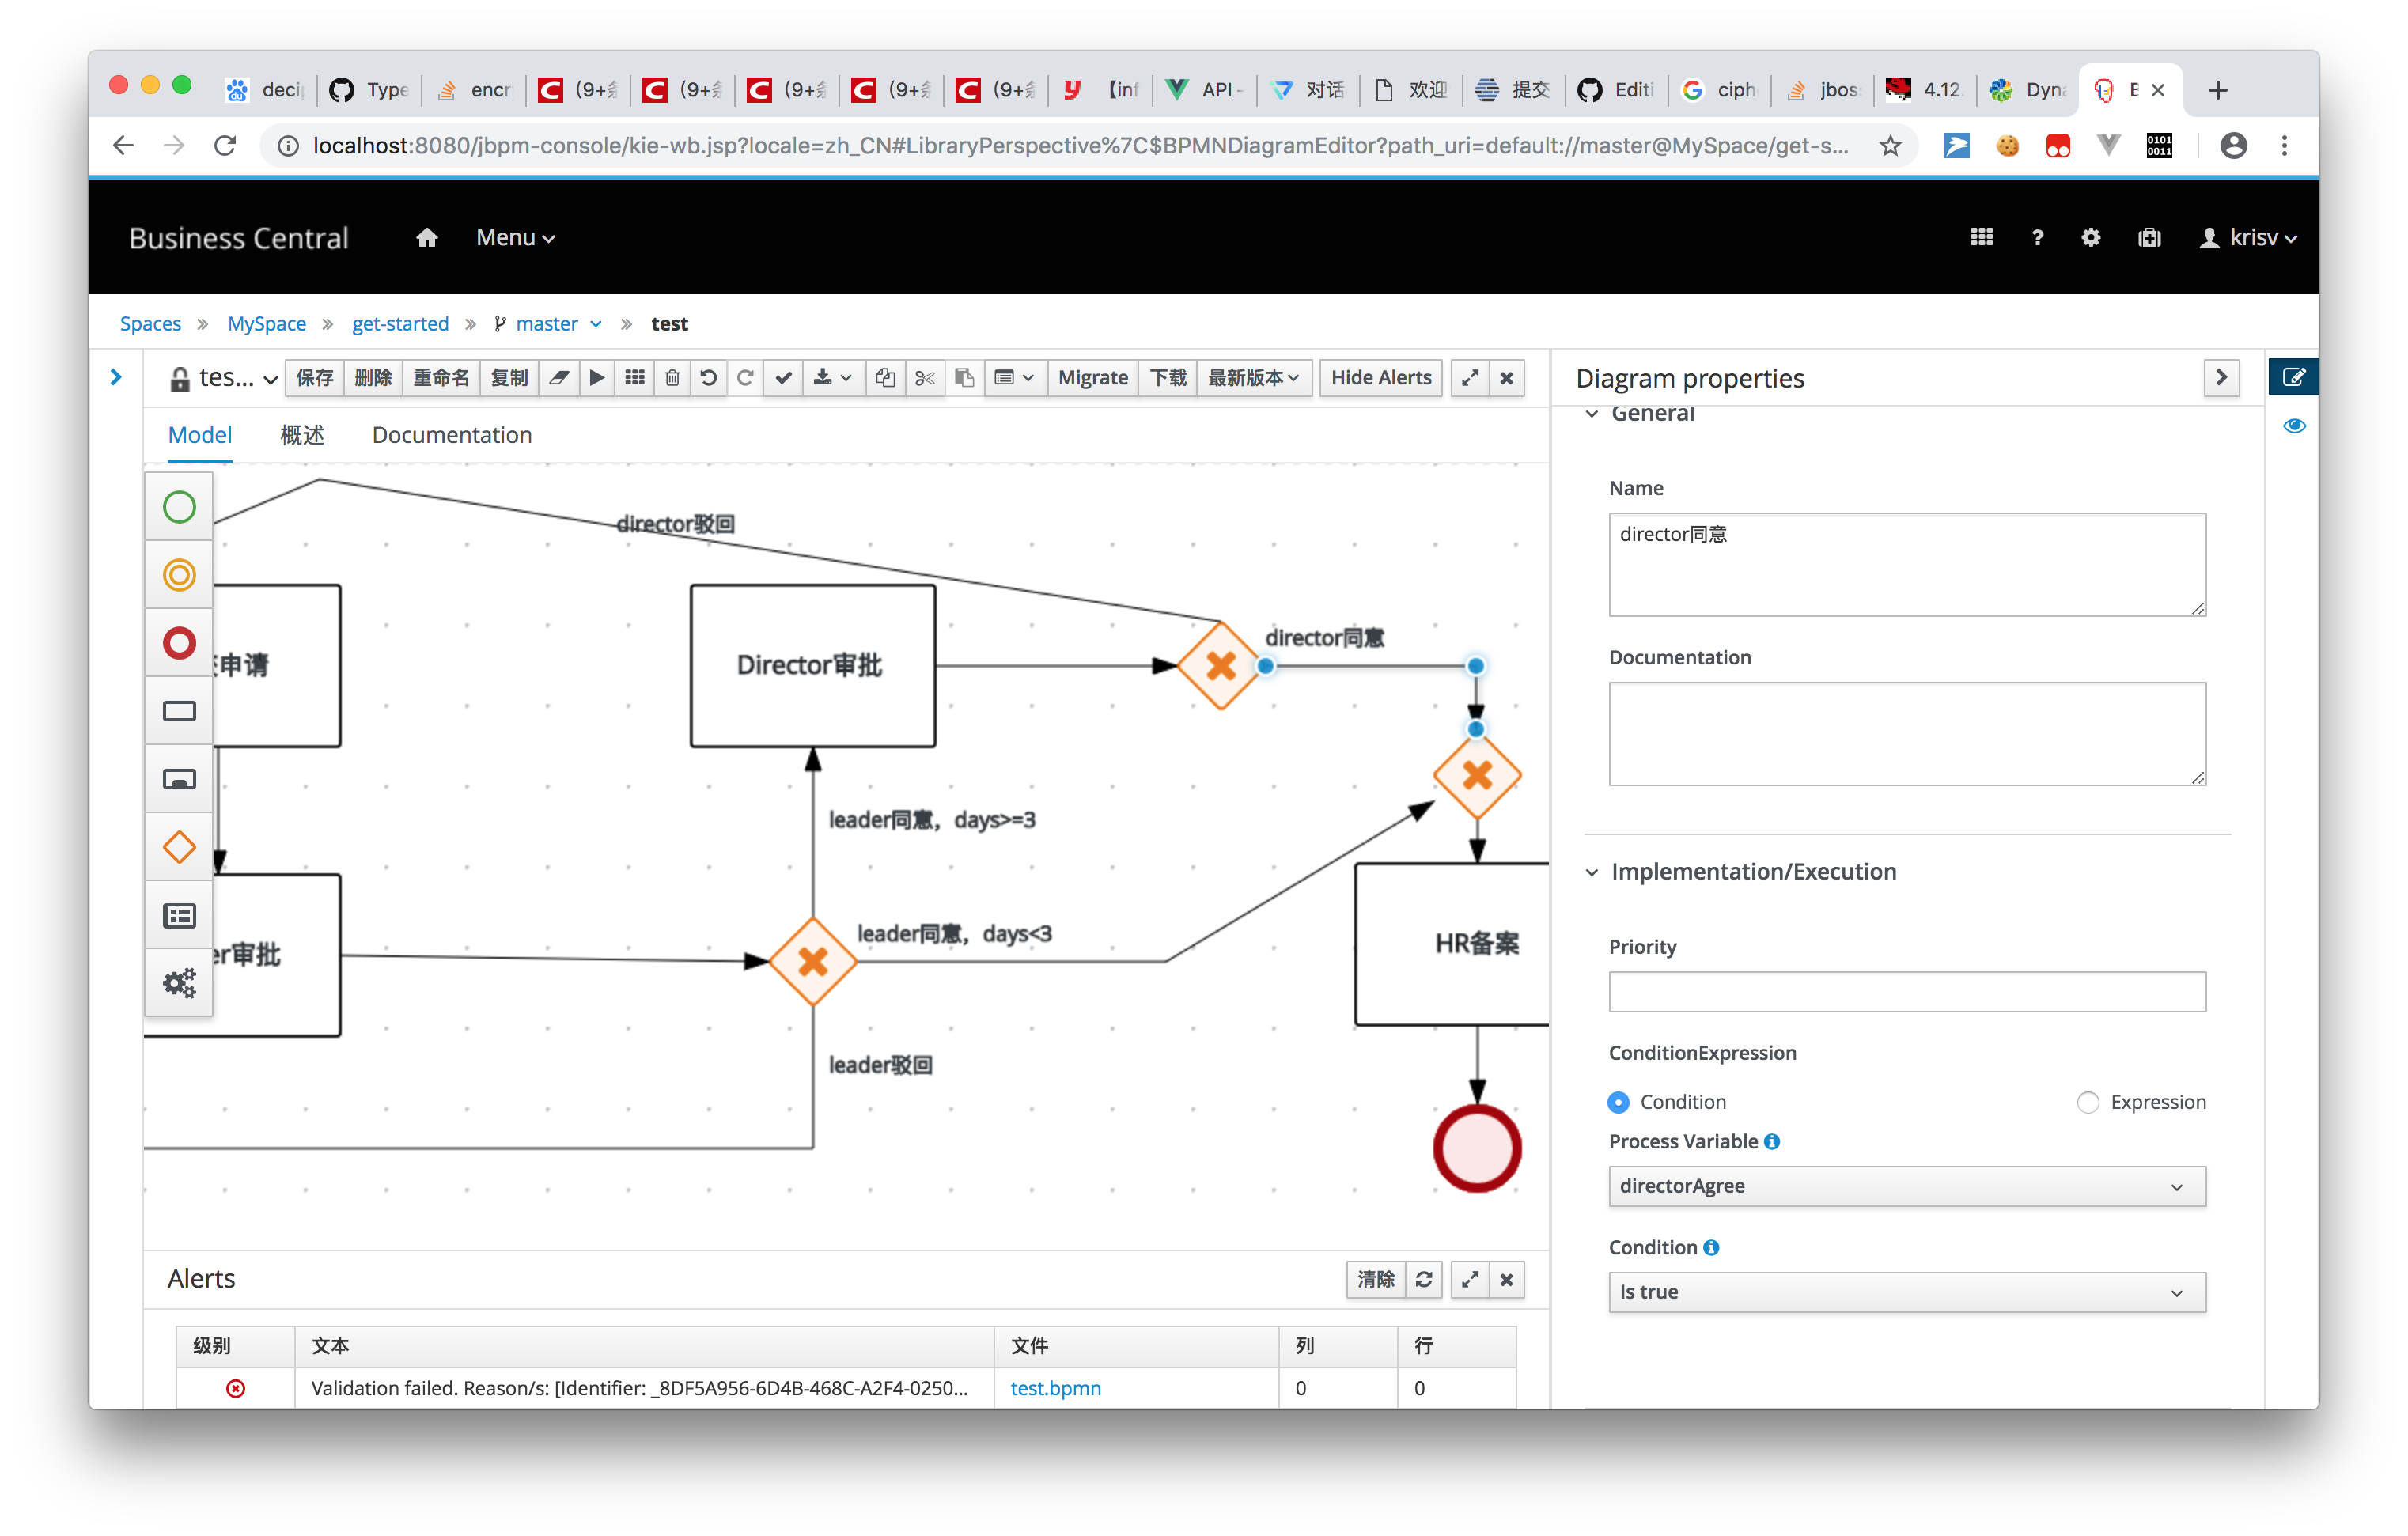 deci
Type
encr
(9+条
(9+条
(9+条
(9+条
(9+条
【inf
API -
对话
欢迎
提交
Editi
ciph
jbos
4.12.
Dyna
localhost:8080/jbpm-console/kie-wb.jsp?locale=zh_CN#LibraryPerspective%7C$BPMNDiagramEditor?path_uri=default://master@MySpace/get-s...
0101
0011
Business Central
Menu
krisv
Spaces » MySpace » get-started » master » test
tes...
保存
删除
重命名
复制
Migrate
下载
最新版本
Hide Alerts
Model
概述
Documentation
director驳回
申请
Director审批
director同意
leader同意，days>=3
leader同意，days<3
er审批
HR备案
leader驳回
Diagram properties
General
Name
director同意
Documentation
Implementation/Execution
Priority
ConditionExpression
Condition
Expression
Process Variable
directorAgree
Condition
Is true
Alerts
清除
级别 文本 文件 列 行
Validation failed. Reason/s: [Identifier: _8DF5A956-6D4B-468C-A2F4-0250... test.bpmn 0 0